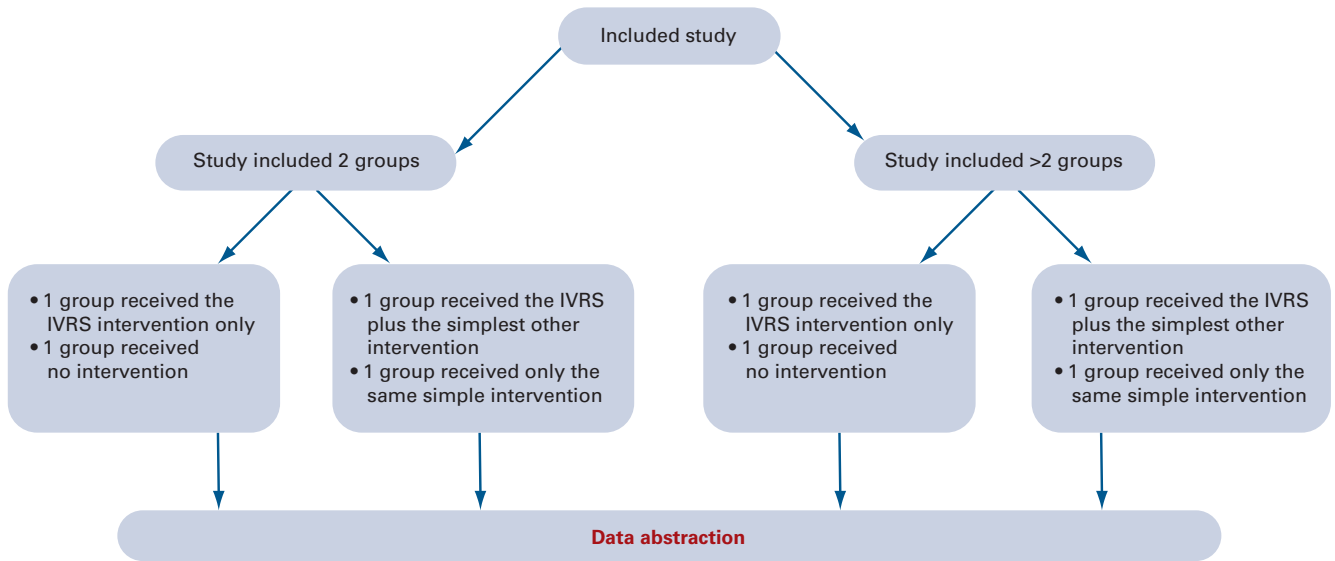 Included study
Study included 2 groups
Study included >2 groups
• 1 group received the
IVRS intervention only
• 1 group received
no intervention
• 1 group received the IVRS
plus the simplest other
intervention
• 1 group received only the
same simple intervention
• 1 group received the
IVRS intervention only
• 1 group received
no intervention
• 1 group received the IVRS
plus the simplest other
intervention
• 1 group received only the
same simple intervention
Data abstraction